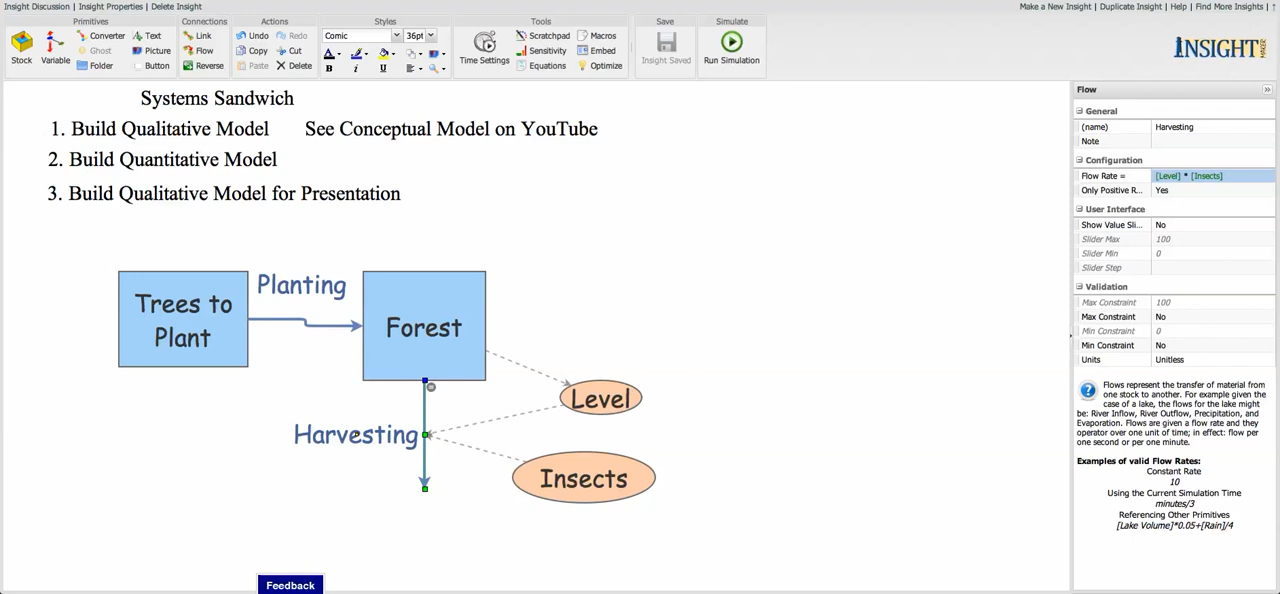 Insight Discussion | Insight Properties | Delete Insight
Make a New Insight | Duplicate Insight | Help | Find More Insights | ↑
Primitives
Connections
Actions
Styles
Tools
Save
Simulate
Stock
Variable
Converter
Text
Ghost
Picture
Folder
Button
Link
Flow
Reverse
Undo
Redo
Copy
Cut
Paste
Delete
Comic
36pt
A
B
i
U
Time Settings
Scratchpad
Macros
Sensitivity
Embed
Equations
Optimize
Insight Saved
Run Simulation
INSIGHT
Systems Sandwich
1. Build Qualitative Model See Conceptual Model on YouTube
2. Build Quantitative Model
3. Build Qualitative Model for Presentation
Trees to
Plant
Planting
Forest
Level
Harvesting
Insects
Feedback
Flow
General
(name) Harvesting
Note
Configuration
Flow Rate = [Level] * [Insects]
Only Positive R... Yes
User Interface
Show Value Sli... No
Slider Max 100
Slider Min 0
Slider Step
Validation
Max Constraint 100
Max Constraint No
Min Constraint 0
Min Constraint No
Units Unitless
Flows represent the transfer of material from
one stock to another. For example given the
case of a lake, the flows for the lake might
be: River Inflow, River Outflow, Precipitation, and
Evaporation. Flows are given a flow rate and they
operator over one unit of time; in effect: flow per
one second or per one minute.
Examples of valid Flow Rates:
Constant Rate
10
Using the Current Simulation Time
minutes/3
Referencing Other Primitives
[Lake Volume]*0.05+[Rain]/4